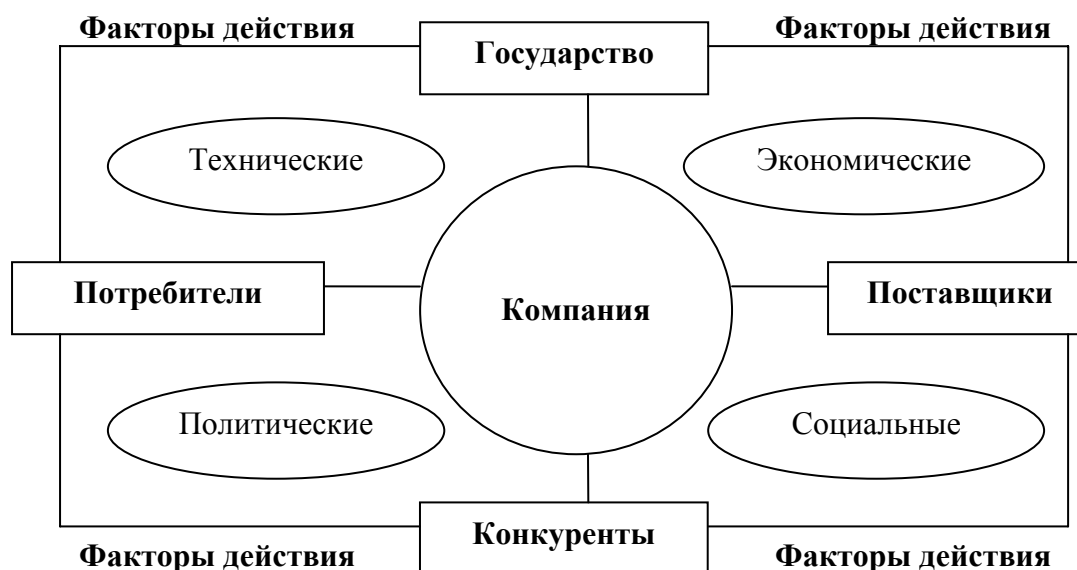 Факторы действия
Факторы действия
Государство
Технические
Экономические
Потребители
Компания
Поставщики
Политические
Социальные
Конкуренты
Факторы действия
Факторы действия